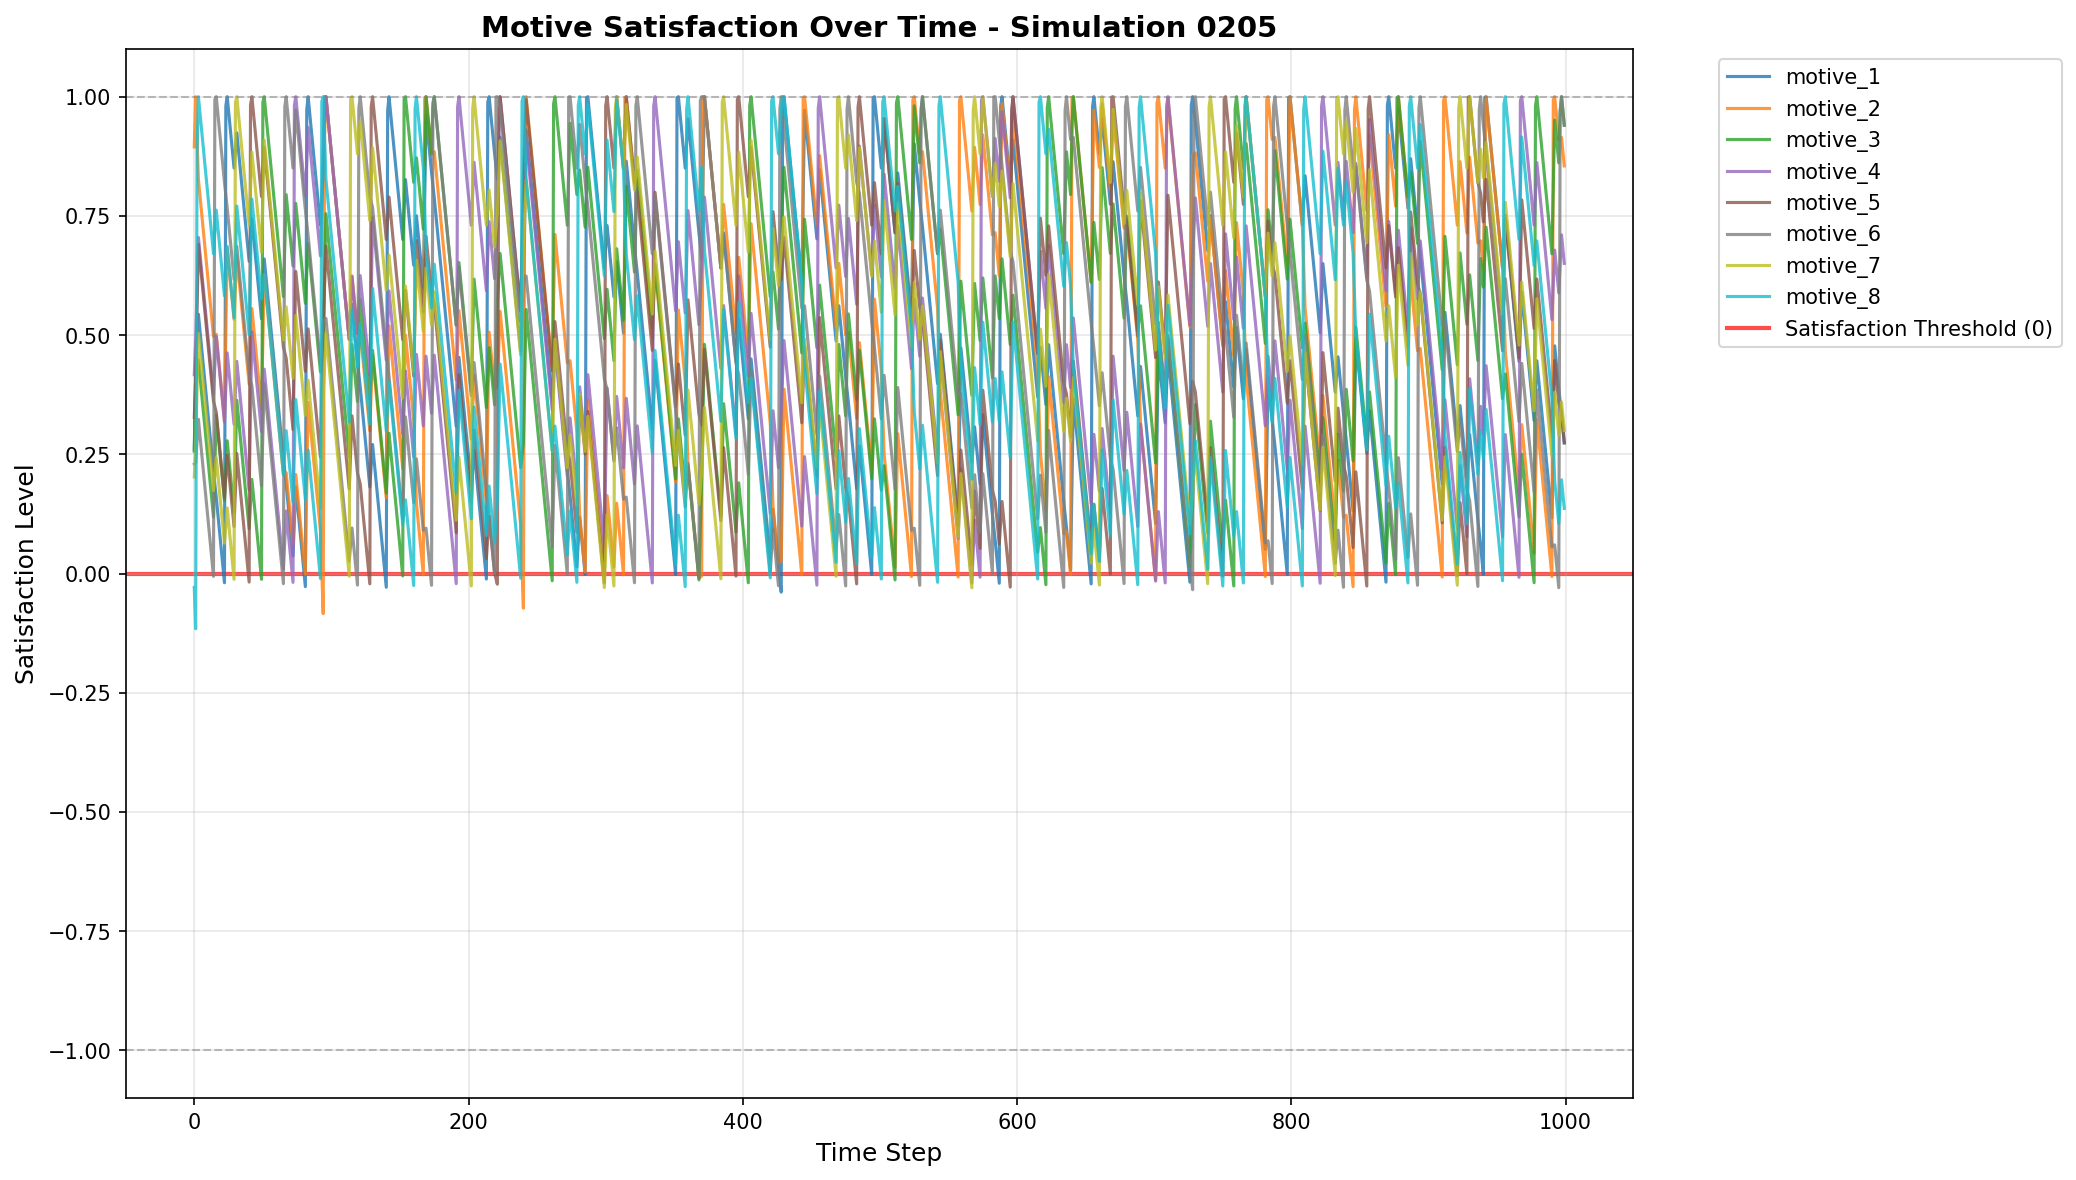 Motive Satisfaction Over Time - Simulation 0205
Satisfaction Level
1.00
0.75
0.50
0.25
0.00
−0.25
−0.50
−0.75
−1.00
0
200
400
600
800
1000
Time Step
motive_1
motive_2
motive_3
motive_4
motive_5
motive_6
motive_7
motive_8
Satisfaction Threshold (0)